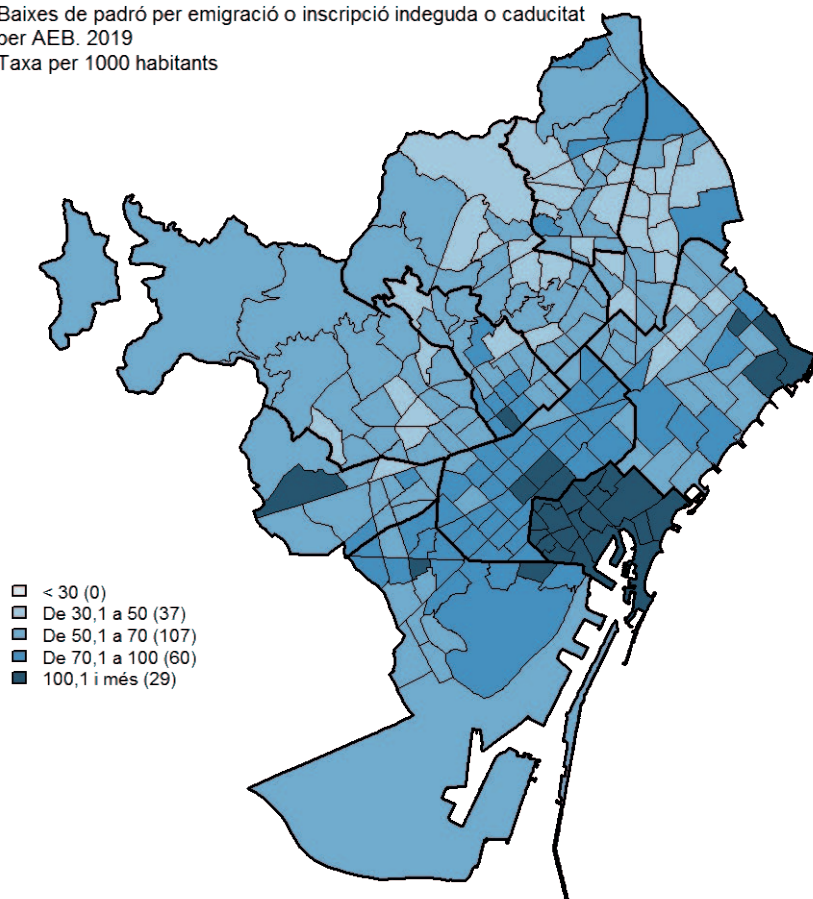 Baixes de padró per emigració o inscripció indeguda o caducitat
per AEB. 2019
Taxa per 1000 habitants
< 30 (0)
De 30,1 a 50 (37)
De 50,1 a 70 (107)
De 70,1 a 100 (60)
100,1 i més (29)